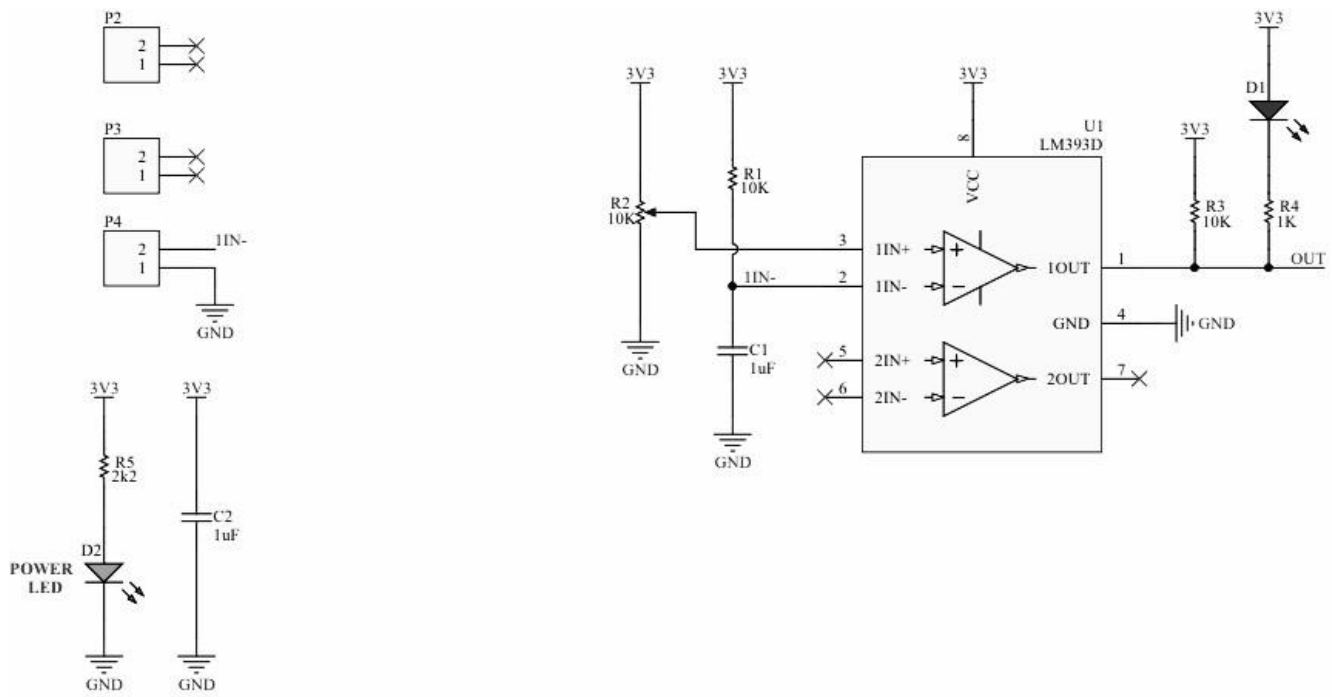 P2
2
1
P3
2
1
P4
2
1
1IN-
GND
3V3
R5
2k2
D2
POWER
LED
GND
3V3
C2
1uF
GND
3V3
R2
10K
GND
3V3
R1
10K
1IN-
C1
1uF
GND
3V3
8
U1
LM393D
VCC
3
1IN+
+
2
1IN-
−
1OUT
1
GND
4
GND
5
2IN+
+
6
2IN-
−
2OUT
7
3V3
R3
10K
3V3
D1
R4
1K
OUT